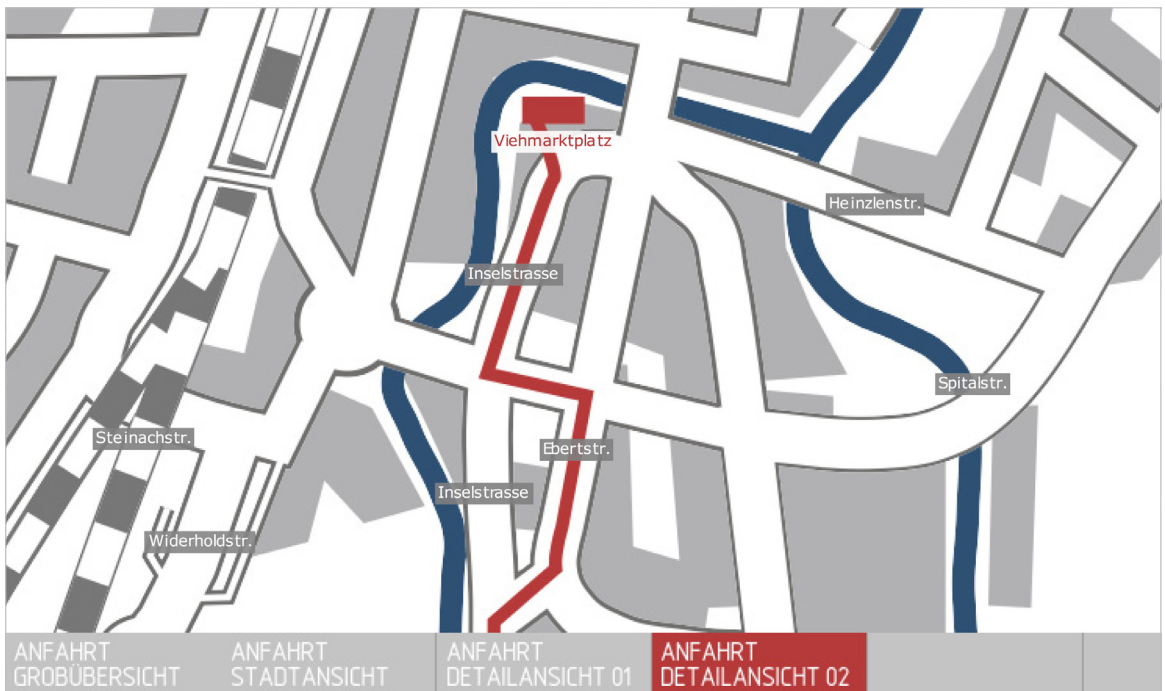 Viehmarktplatz
Heinzlenstr.
Inselstrasse
Spitalstr.
Steinachstr.
Ebertstr.
Inselstrasse
Widerholdstr.
ANFAHRT
GROBÜBERSICHT
ANFAHRT
STADTANSICHT
ANFAHRT
DETAILANSICHT 01
ANFAHRT
DETAILANSICHT 02